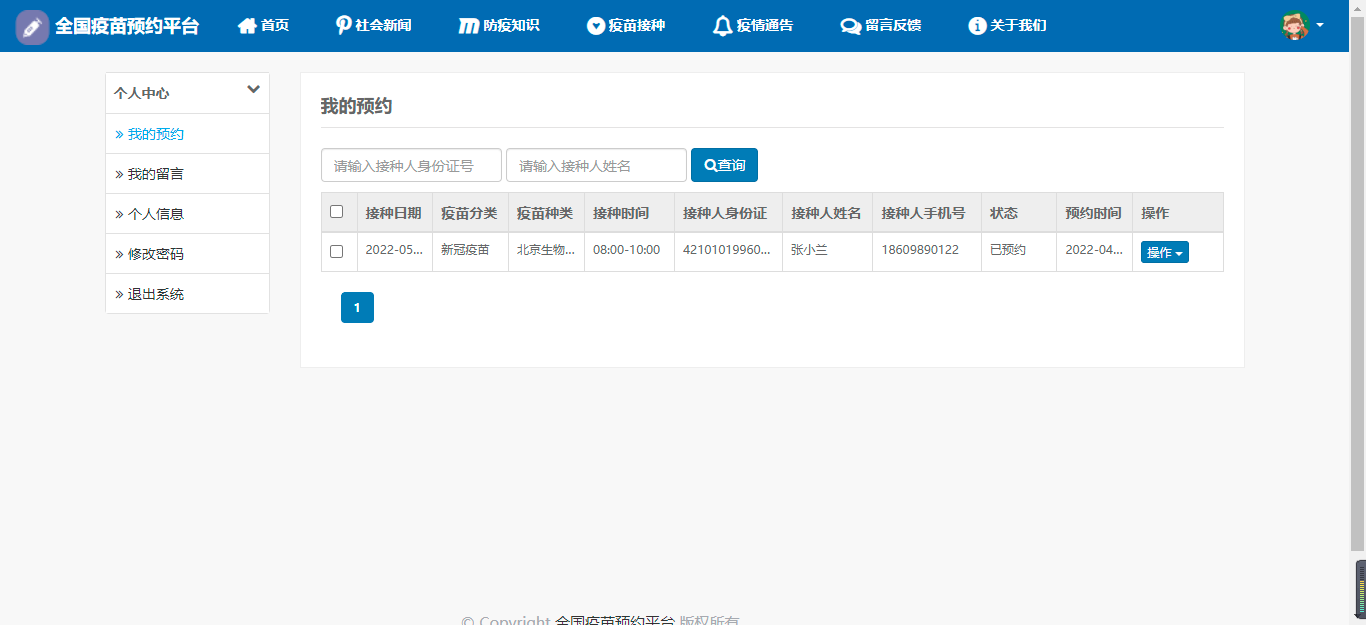 全国疫苗预约平台 首页 社会新闻 防疫知识 疫苗接种 疫情通告 留言反馈 关于我们
个人中心
» 我的预约
» 我的留言
» 个人信息
» 修改密码
» 退出系统
我的预约
请输入接种人身份证号 请输入接种人姓名 查询
接种日期 疫苗分类 疫苗种类 接种时间 接种人身份证 接种人姓名 接种人手机号 状态 预约时间 操作
2022-05... 新冠疫苗 北京生物... 08:00-10:00 42101019960... 张小兰 18609890122 已预约 2022-04... 操作
1
© Copyright 全国疫苗预约平台 版权所有